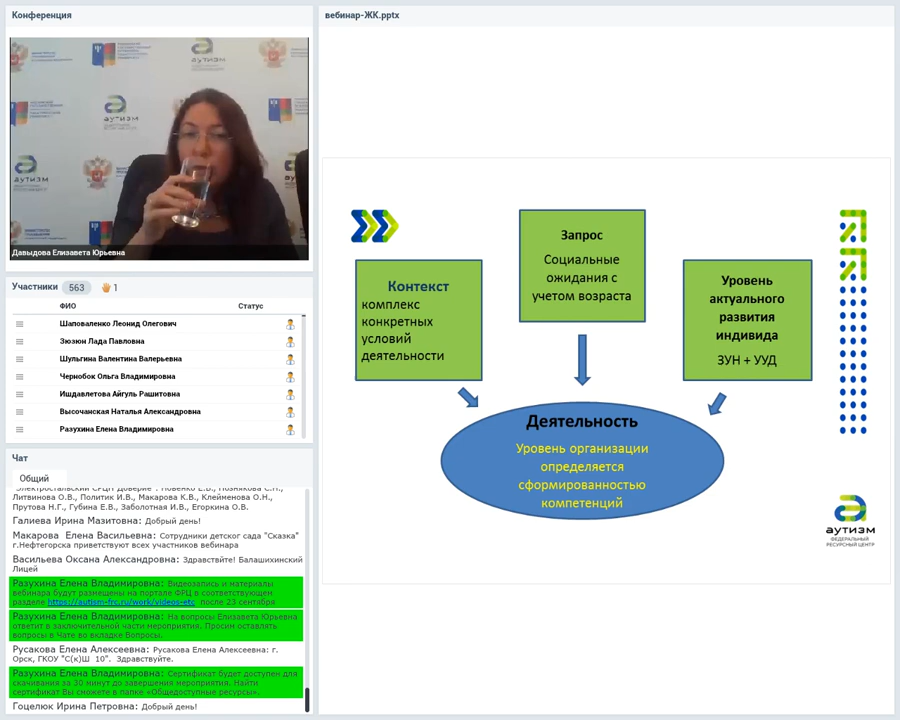 Конференция
аутизм
аутизм
Давыдова Елизавета Юрьевна
Участники 563 1
ФИО Статус
Шаповаленко Леонид Олегович
Зюзюн Лада Павловна
Шульгина Валентина Валерьевна
Чернобок Ольга Владимировна
Ишдавлетова Айгуль Рашитовна
Высочанская Наталья Александровна
Разухина Елена Владимировна
Чат
Общий
Литвинова О.В., Политик И.В., Макарова К.В., Клейменова О.Н.,
Прутова Н.Г., Губина Е.В., Заболотная И.В., Егоркина О.В.
Галиева Ирина Мазитовна: Добрый день!
Макарова Елена Васильевна: Сотрудники детского сада "Сказка"
г.Нефтегорска приветствуют всех участников вебинара
Васильева Оксана Александровна: Здравствйте! Балашихинский
Лицей
Разухина Елена Владимировна: Видеозапись и материалы
вебинара будут размещены на портале ФРЦ в соответствующем
разделе https://autism-frc.ru/work/videos-etc после 23 сентября
Разухина Елена Владимировна: На вопросы Елизавета Юрьевна
ответит в заключительной части мероприятия. Просим оставлять
вопросы в Чате во вкладке Вопросы.
Русакова Елена Алексеевна: Русакова Елена Алексеевна: г.
Орск, ГКОУ "С(к)Ш 10". Здравствуйте.
Разухина Елена Владимировна: Сертификат будет доступен для
скачивания за 30 минут до завершения мероприятия. Найти
сертификат Вы сможете в папке «Общедоступные ресурсы».
Гоцелюк Ирина Петровна: Добрый день!
вебинар-ЖК.pptx
Контекст
комплекс
конкретных
условий
деятельности
Запрос
Социальные
ожидания с
учетом возраста
Уровень
актуального
развития
индивида
ЗУН + УУД
Деятельность
Уровень организации
определяется
сформированностью
компетенций
аутизм
ФЕДЕРАЛЬНЫЙ
РЕСУРСНЫЙ ЦЕНТР